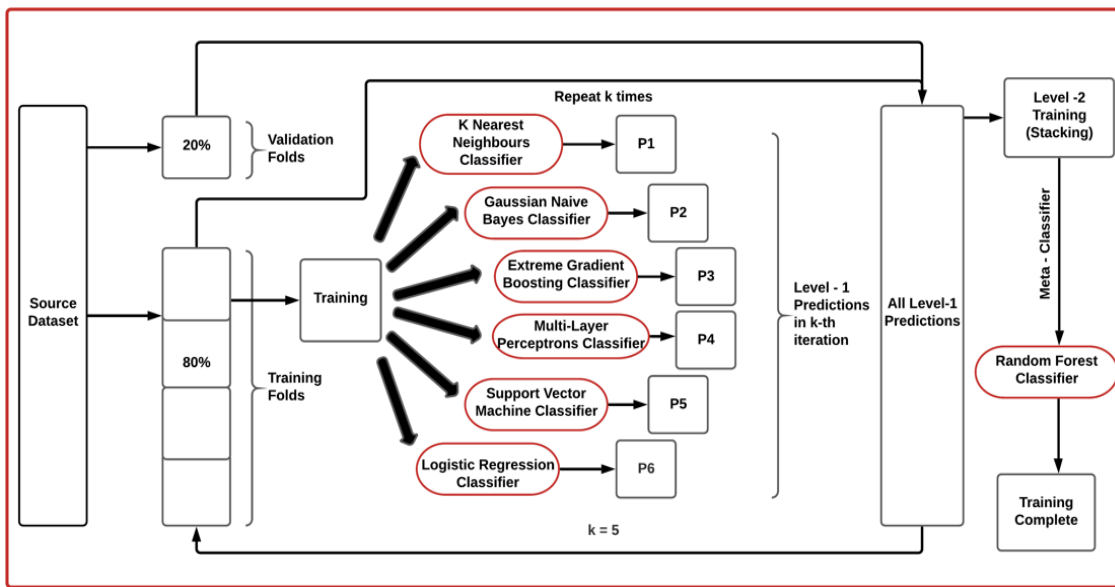 Source
Dataset
20%
Validation
Folds
80%
Training
Folds
Training
Repeat k times
K Nearest
Neighbours
Classifier
P1
Gaussian Naive
Bayes Classifier
P2
Extreme Gradient
Boosting Classifier
P3
Multi-Layer
Perceptrons Classifier
P4
Support Vector
Machine Classifier
P5
Logistic Regression
Classifier
P6
k = 5
Level - 1
Predictions
in k-th
iteration
All Level-1
Predictions
Level -2
Training
(Stacking)
Meta - Classifier
Random Forest
Classifier
Training
Complete